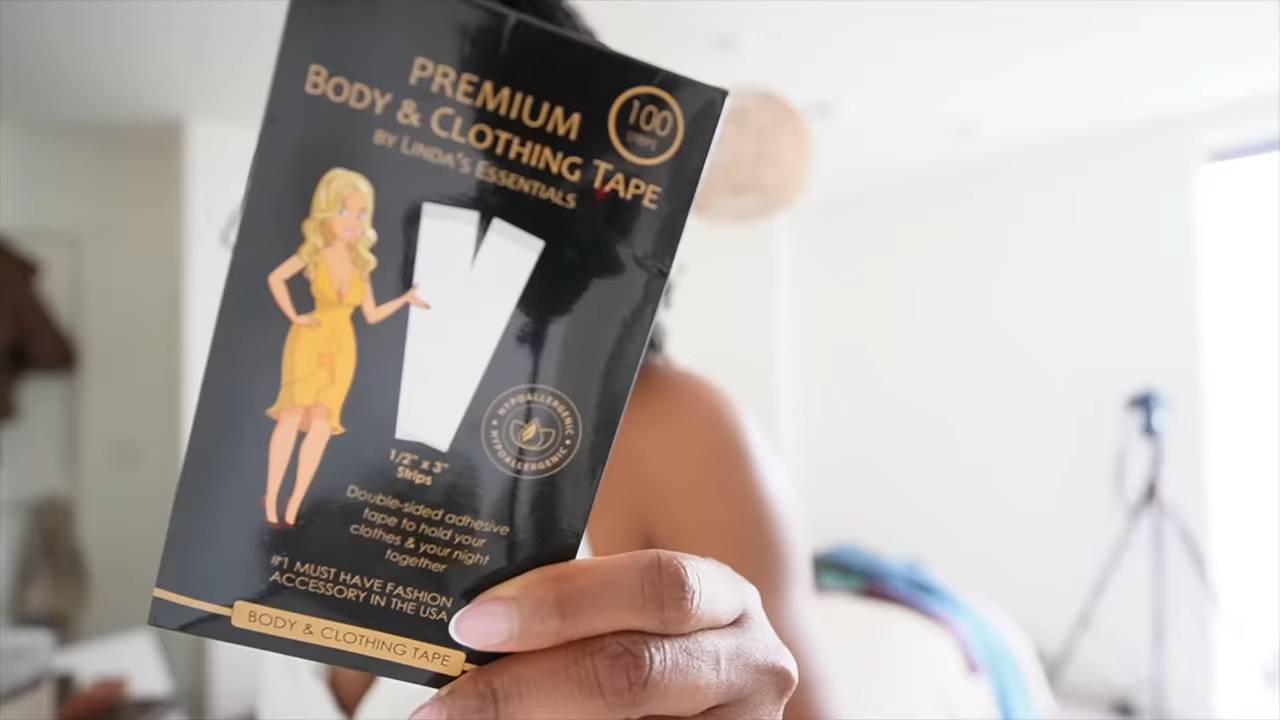 PREMIUM
BODY & CLOTHING TAPE
BY LINDA'S ESSENTIALS
100
STRIPS
HYPOALLERGENIC • HYPOALLERGENIC •
1/2" x 3"
Strips
Double-sided adhesive
tape to hold your
clothes & your night
together
#1 MUST HAVE FASHION
ACCESSORY IN THE USA
BODY & CLOTHING TAPE